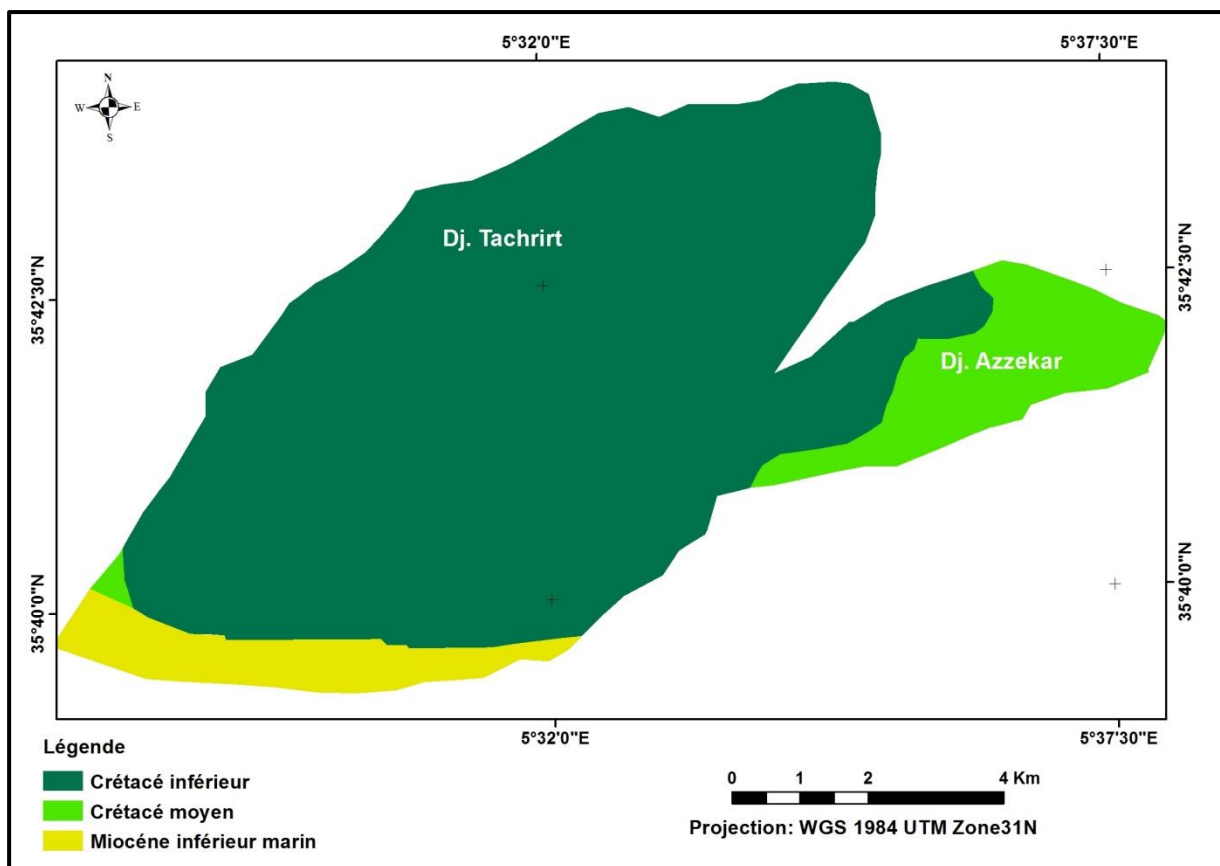 5°32'0"E 5°37'30"E
N
W E
S
Dj. Tachrirt
35°42'30"N 35°42'30"N
Dj. Azzekar
35°40'0"N 35°40'0"N
5°32'0"E 5°37'30"E
Légende
Crétacé inférieur
Crétacé moyen
Miocéne inférieur marin
0 1 2 4 Km
Projection: WGS 1984 UTM Zone31N